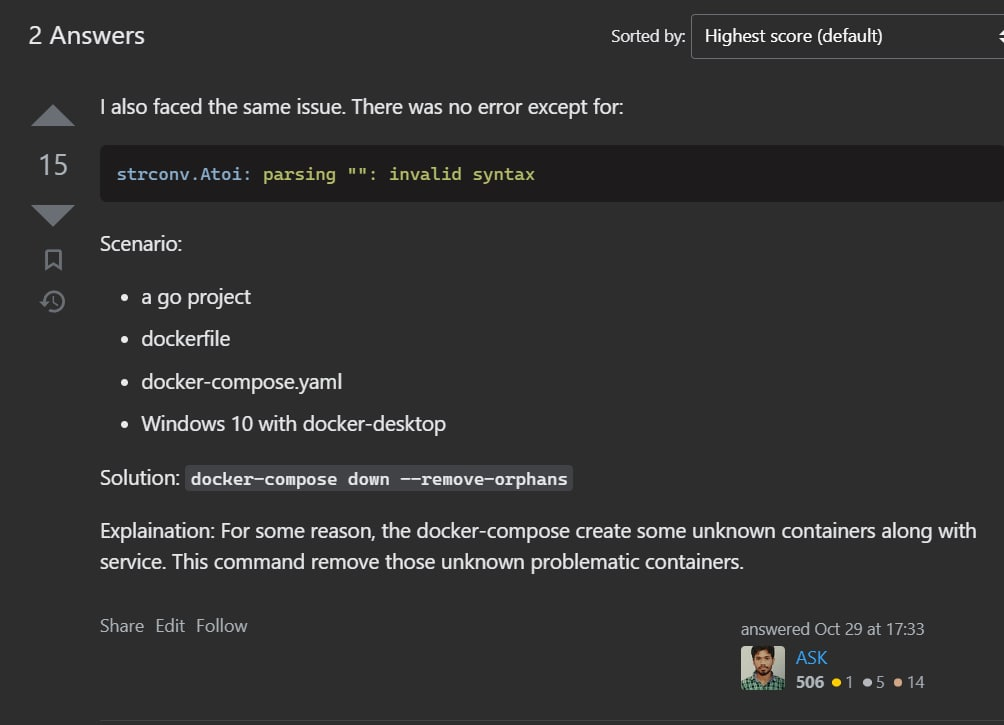 2 Answers
Sorted by: Highest score (default)
I also faced the same issue. There was no error except for:
15
strconv.Atoi: parsing "": invalid syntax
Scenario:
• a go project
• dockerfile
• docker-compose.yaml
• Windows 10 with docker-desktop
Solution: docker-compose down --remove-orphans
Explaination: For some reason, the docker-compose create some unknown containers along with
service. This command remove those unknown problematic containers.
Share Edit Follow
answered Oct 29 at 17:33
ASK
506 ●1 ●5 ●14